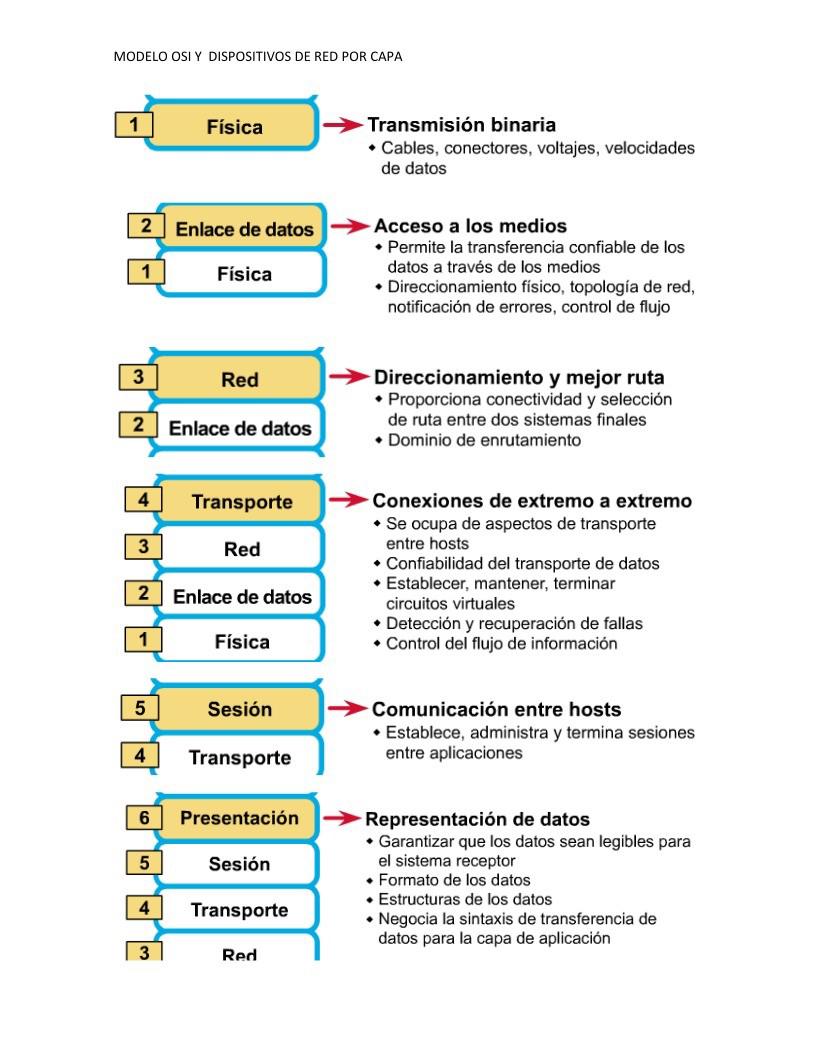 MODELO OSI Y  DISPOSITIVOS DE RED POR CAPA
1 Física Transmisión binaria
◆ Cables, conectores, voltajes, velocidades
de datos
2 Enlace de datos Acceso a los medios
◆ Permite la transferencia confiable de los
1 Física datos a través de los medios
◆ Direccionamiento físico, topología de red,
notificación de errores, control de flujo
3 Red Direccionamiento y mejor ruta
◆ Proporciona conectividad y selección
2 Enlace de datos de ruta entre dos sistemas finales
◆ Dominio de enrutamiento
4 Transporte Conexiones de extremo a extremo
◆ Se ocupa de aspectos de transporte
3 Red entre hosts
◆ Confiabilidad del transporte de datos
◆ Establecer, mantener, terminar
2 Enlace de datos circuitos virtuales
◆ Detección y recuperación de fallas
1 Física ◆ Control del flujo de información
5 Sesión Comunicación entre hosts
◆ Establece, administra y termina sesiones
4 Transporte entre aplicaciones
6 Presentación Representación de datos
◆ Garantizar que los datos sean legibles para
5 Sesión el sistema receptor
◆ Formato de los datos
◆ Estructuras de los datos
4 Transporte ◆ Negocia la sintaxis de transferencia de
datos para la capa de aplicación
3 Red